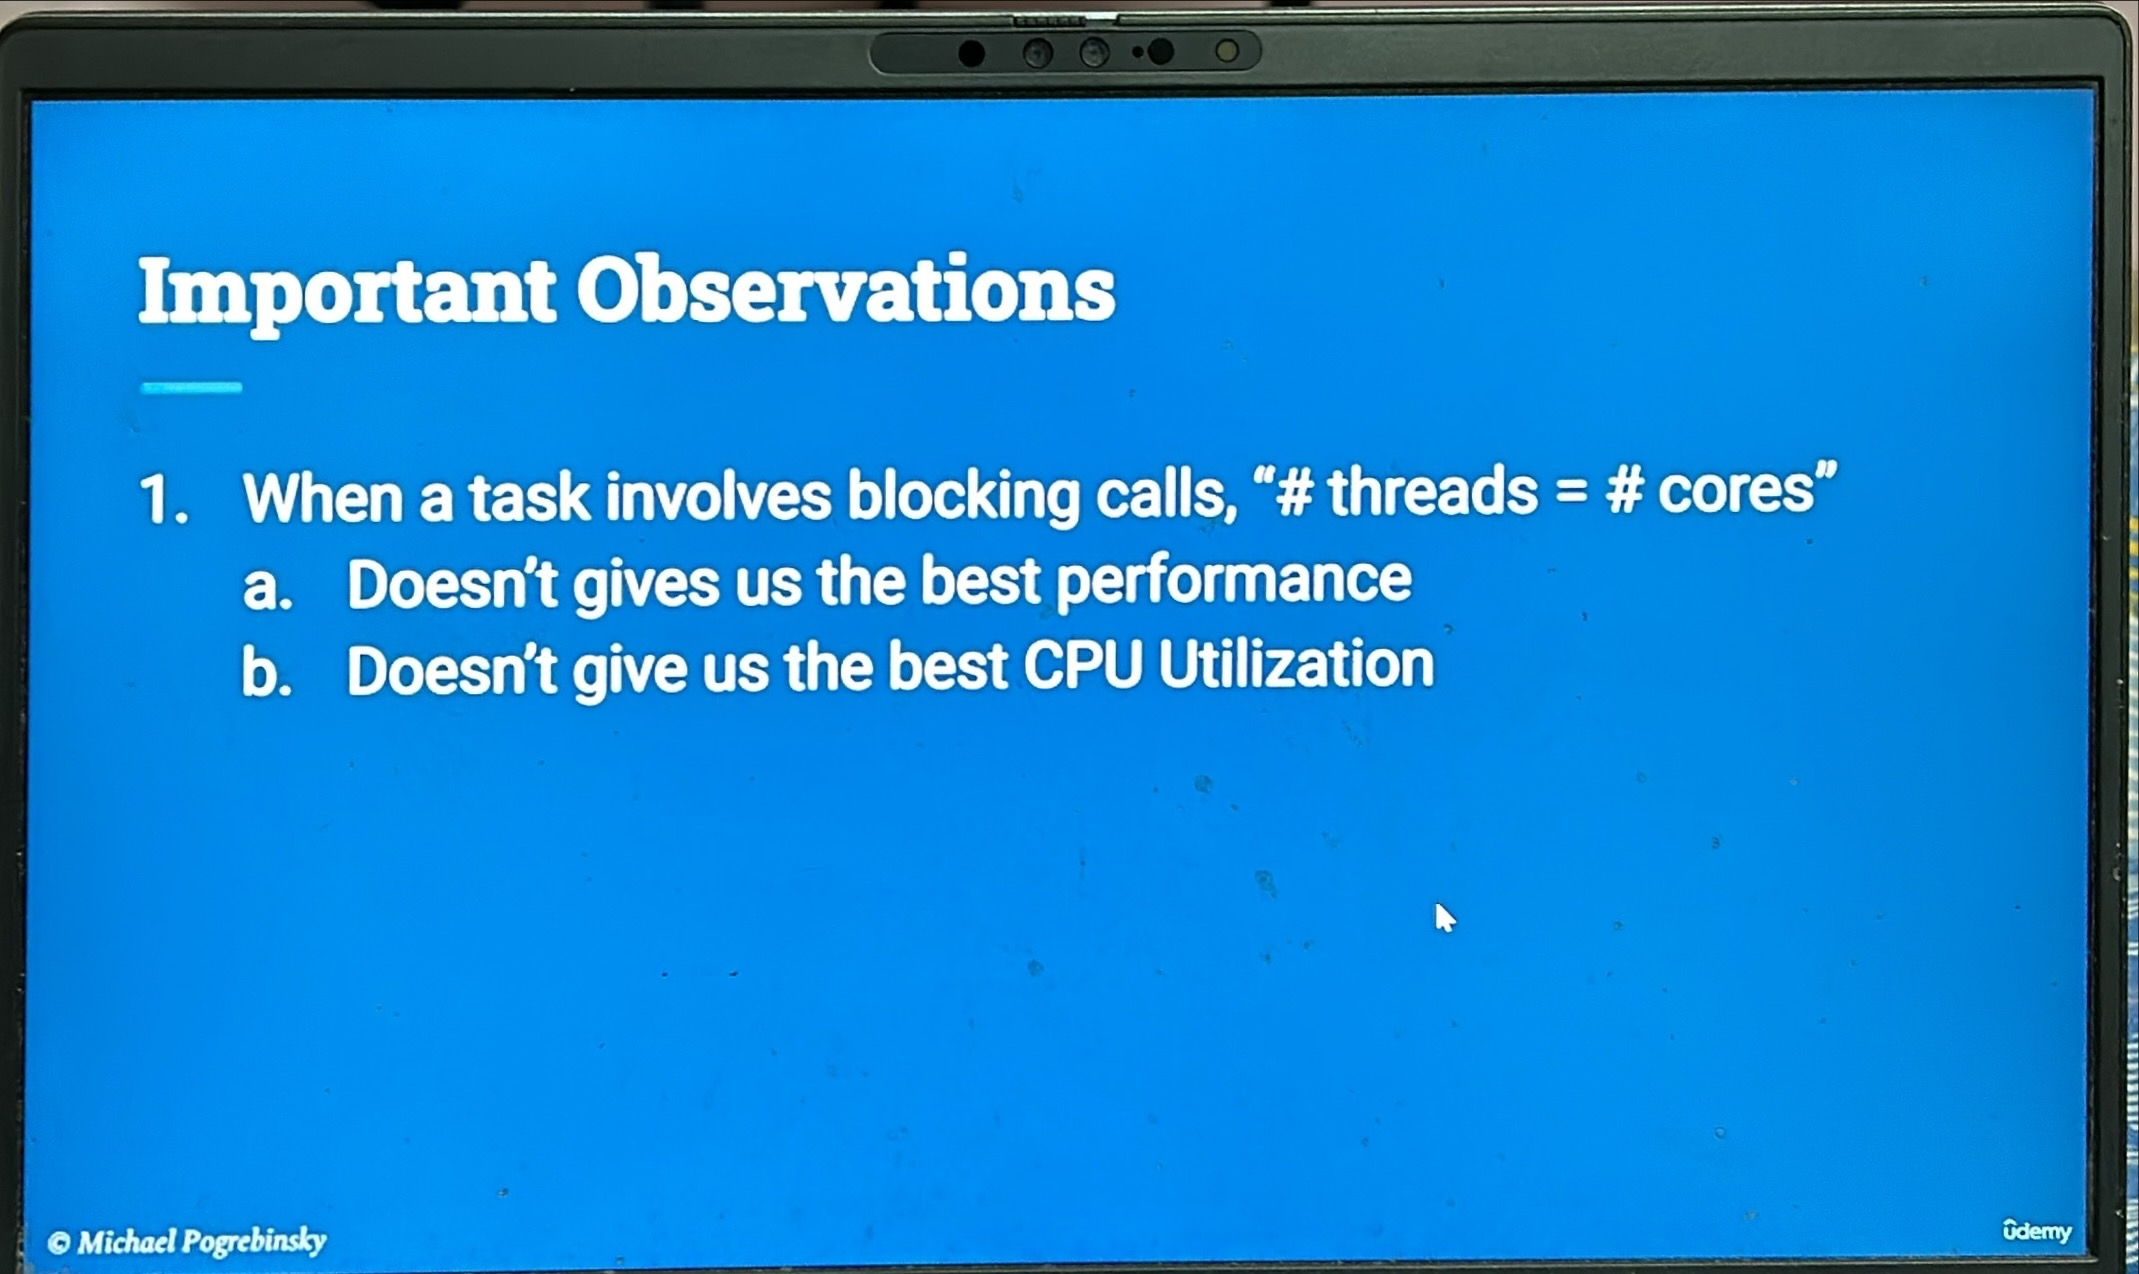 Important Observations
1. When a task involves blocking calls, “# threads = # cores”
a. Doesn’t gives us the best performance
b. Doesn’t give us the best CPU Utilization
© Michael Pogrebinsky
ûdemy